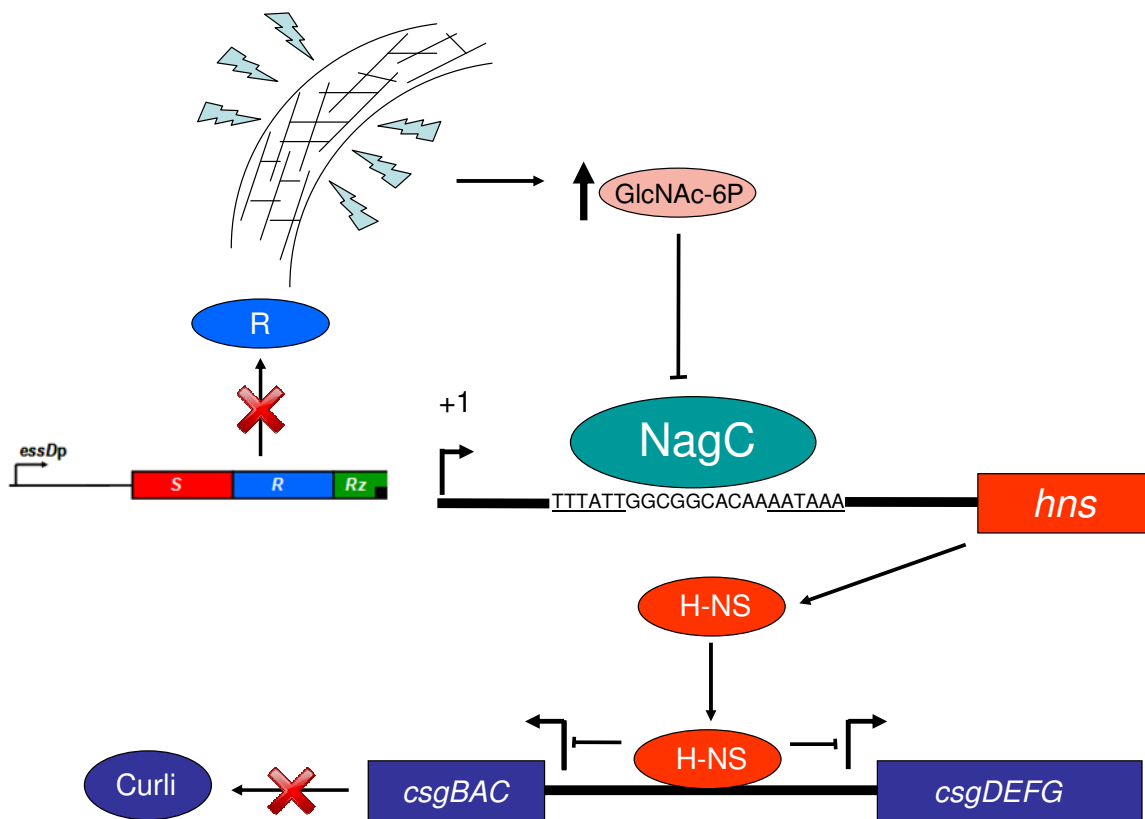 GlcNAc-6P
R
+1
NagC
essDp
S R Rz
TTTATTGGCGGCACAAAATAAA
hns
H-NS
H-NS
Curli
csgBAC
csgDEFG